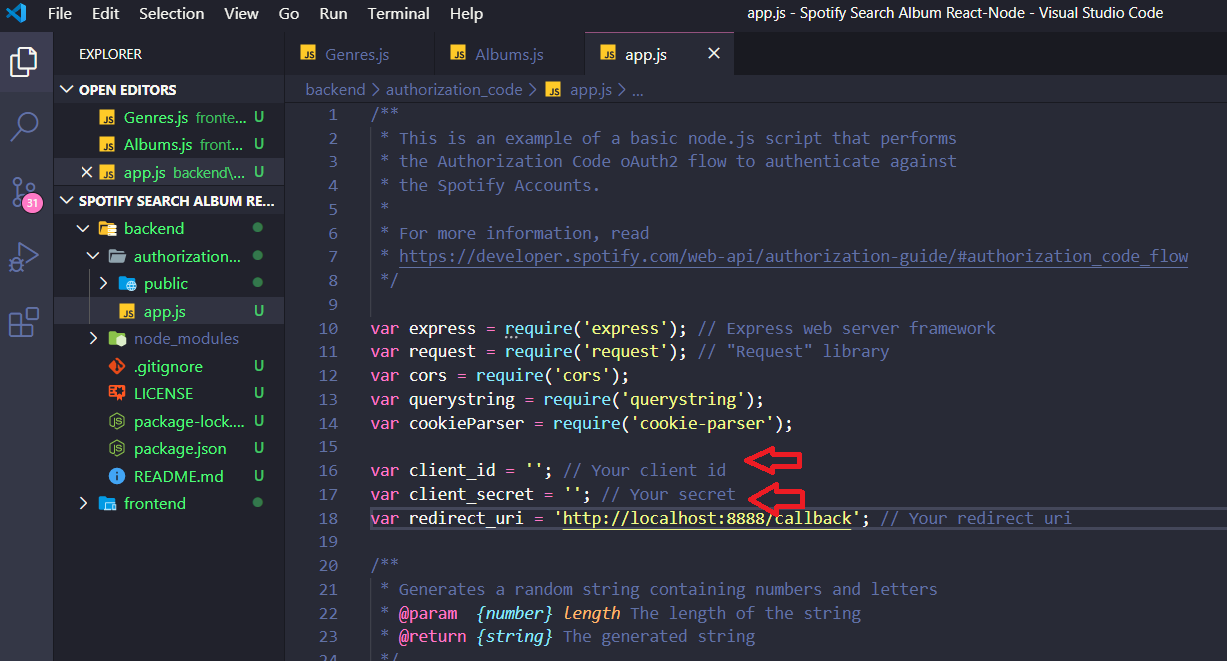 File Edit Selection View Go Run Terminal Help app.js - Spotify Search Album React-Node - Visual Studio Code
EXPLORER
OPEN EDITORS
JS Genres.js fronte... U
JS Albums.js front... U
JS app.js backend\... U
SPOTIFY SEARCH ALBUM RE...
backend
authorization...
public
JS app.js U
node_modules
.gitignore U
LICENSE U
package-lock.... U
package.json U
README.md U
frontend
31
JS Genres.js JS Albums.js JS app.js
backend > authorization_code > JS app.js > ...
1 /**
2 * This is an example of a basic node.js script that performs
3 * the Authorization Code oAuth2 flow to authenticate against
4 * the Spotify Accounts.
5 *
6 * For more information, read
7 * https://developer.spotify.com/web-api/authorization-guide/#authorization_code_flow
8 */
9
10 var express = require('express'); // Express web server framework
11 var request = require('request'); // "Request" library
12 var cors = require('cors');
13 var querystring = require('querystring');
14 var cookieParser = require('cookie-parser');
15
16 var client_id = ''; // Your client id
17 var client_secret = ''; // Your secret
18 var redirect_uri = 'http://localhost:8888/callback'; // Your redirect uri
19
20 /**
21 * Generates a random string containing numbers and letters
22 * @param {number} length The length of the string
23 * @return {string} The generated string
24 */